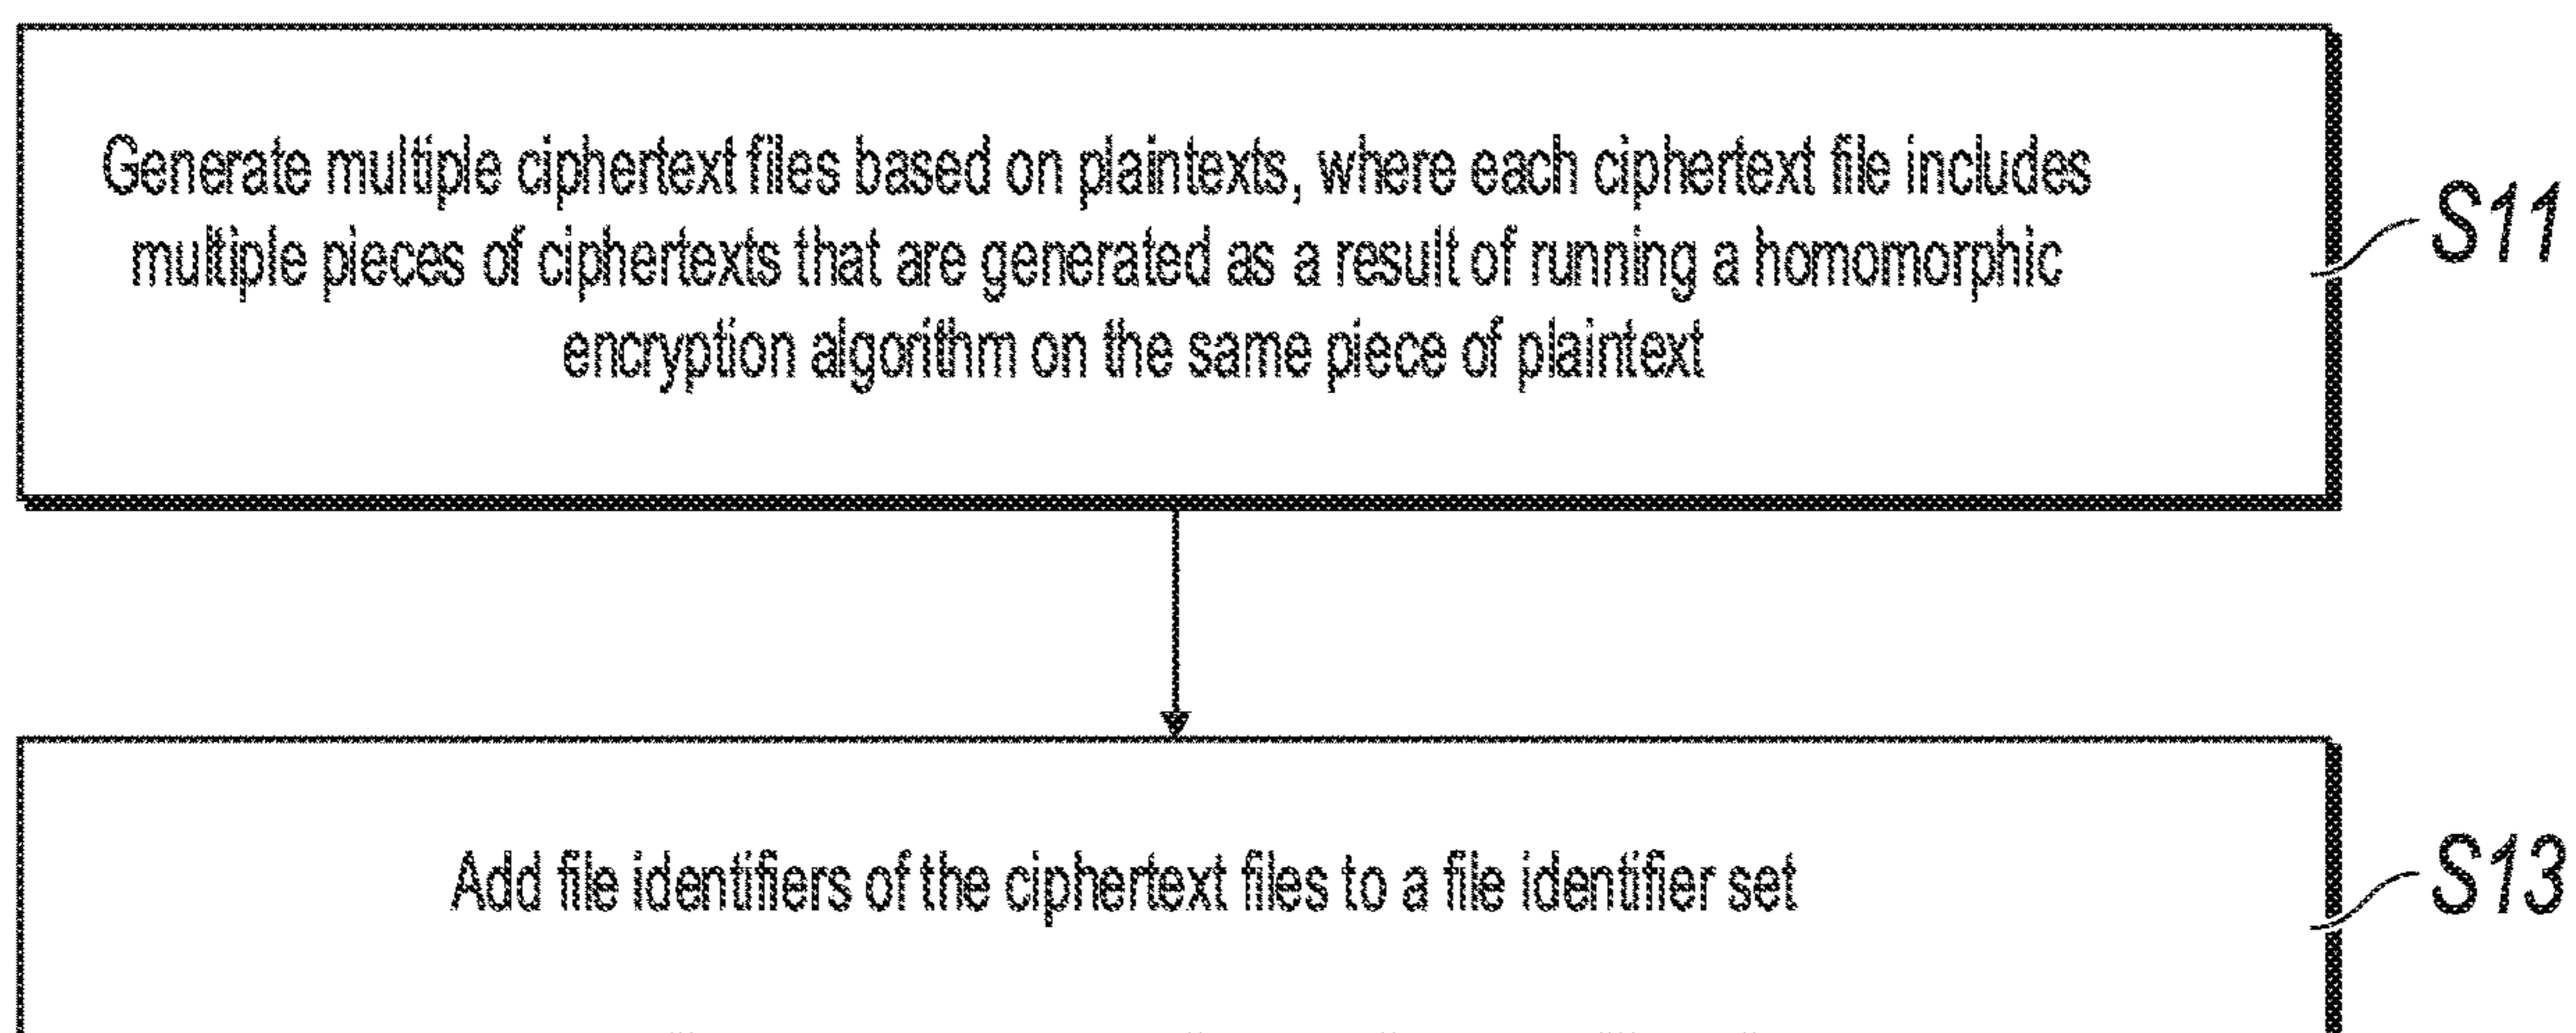 Generate multiple ciphertext files based on plaintexts, where each ciphertext file includes
multiple pieces of ciphertexts that are generated as a result of running a homomorphic
encryption algorithm on the same piece of plaintext
S11
Add file identifiers of the ciphertext files to a file identifier set
S13